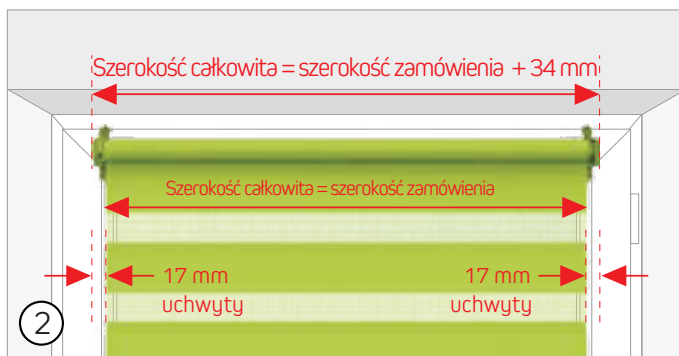 Szerokość całkowita = szerokość zamówienia + 34 mm
Szerokość całkowita = szerokość zamówienia
17 mm
uchwyty
17 mm
uchwyty
2